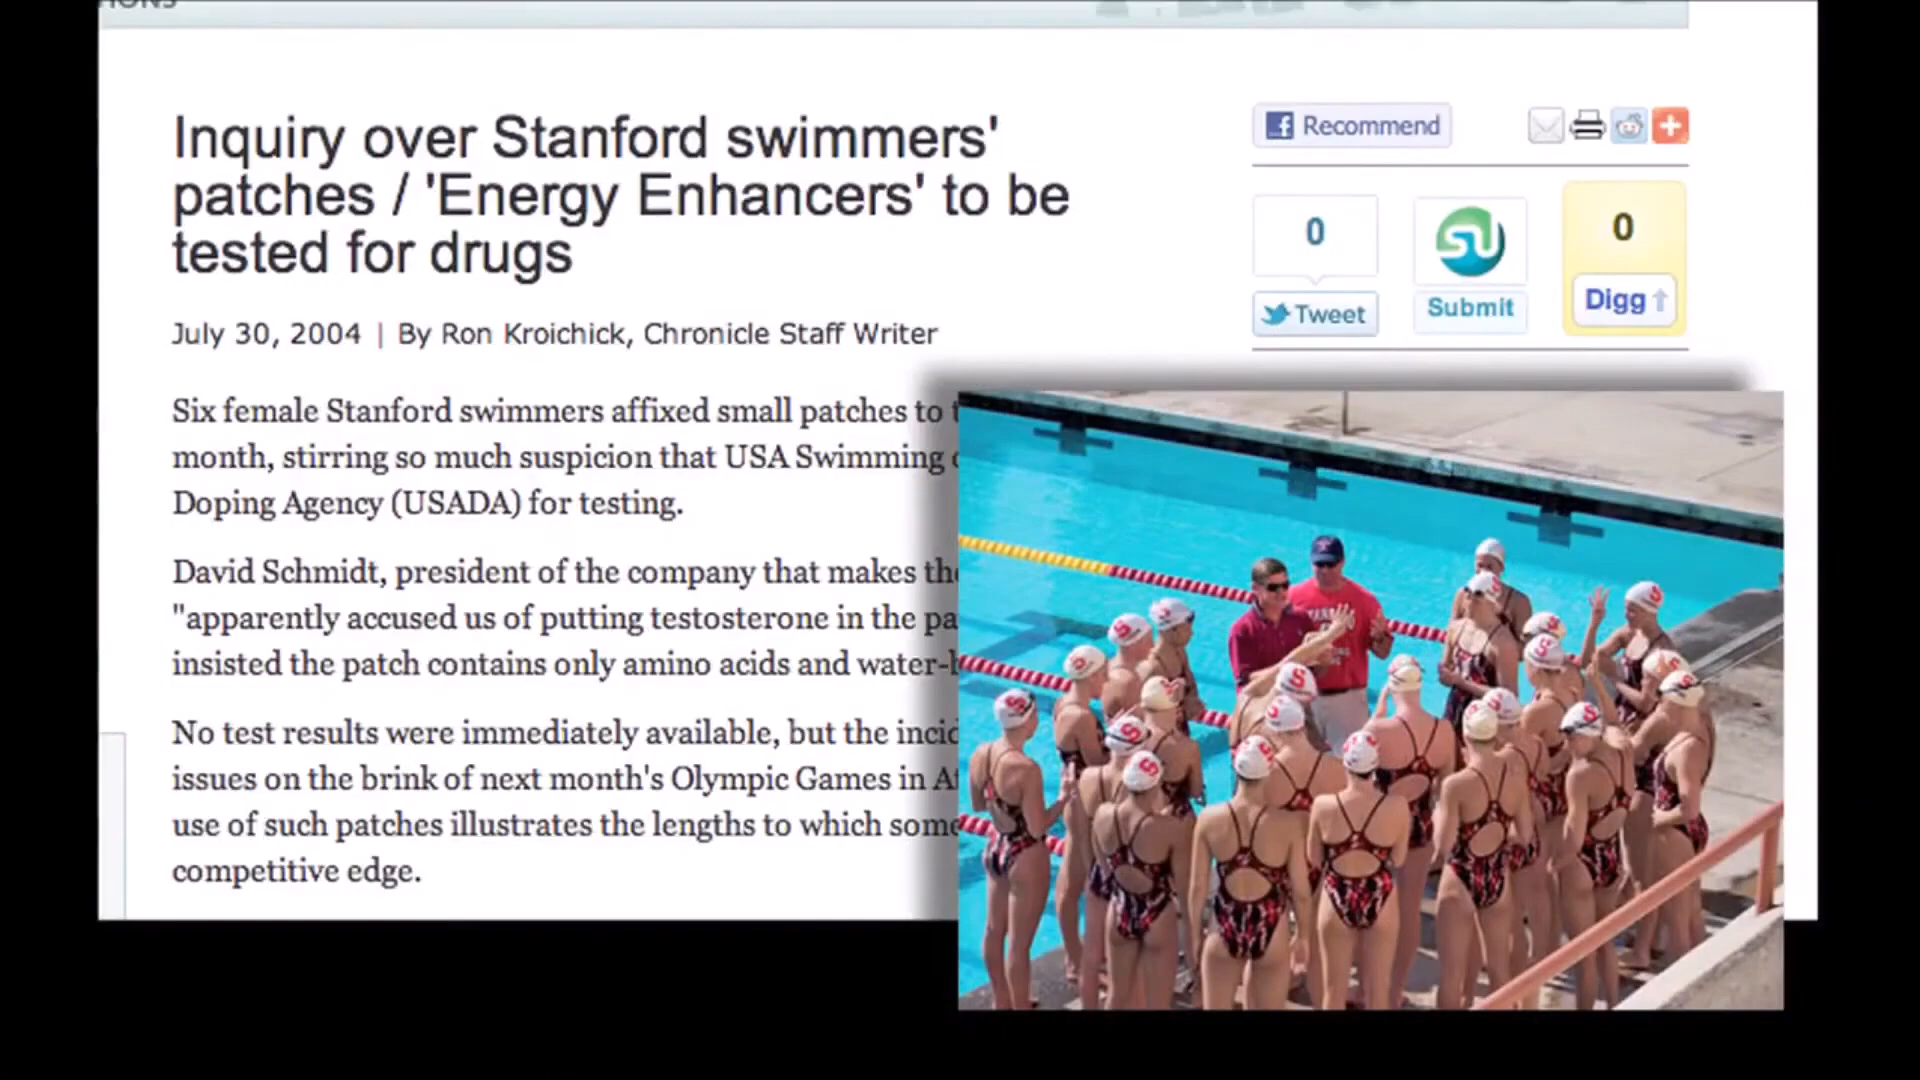 Inquiry over Stanford swimmers'
patches / 'Energy Enhancers' to be
tested for drugs
July 30, 2004 | By Ron Kroichick, Chronicle Staff Writer
Recommend
0
0
Tweet
Submit
Digg
Six female Stanford swimmers affixed small patches to
month, stirring so much suspicion that USA Swimming
Doping Agency (USADA) for testing.
David Schmidt, president of the company that makes
"apparently accused us of putting testosterone in the
insisted the patch contains only amino acids and
No test results were immediately available, but the
issues on the brink of next month's Olympic Games in
use of such patches illustrates the lengths to which
competitive edge.